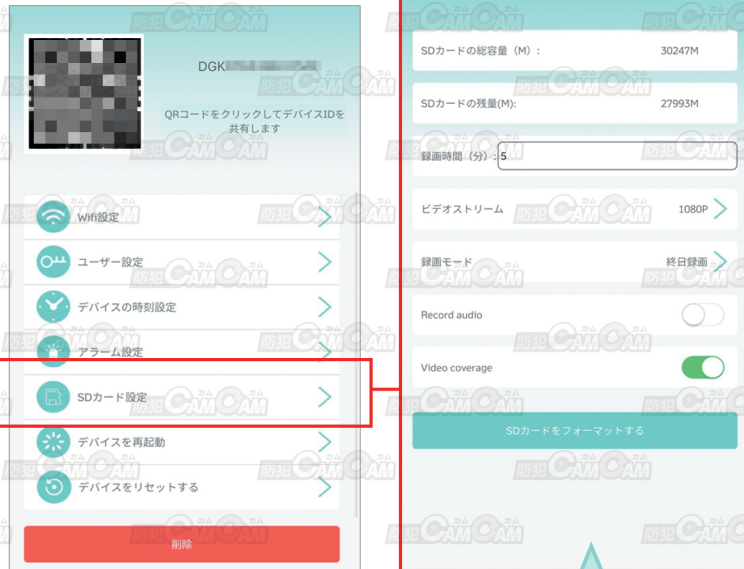 DGK
QRコードをクリックしてデバイスIDを
共有します
Wifi設定
ユーザー設定
デバイスの時刻設定
アラーム設定
SDカード設定
デバイスを再起動
デバイスをリセットする
削除
SDカードの総容量（M）: 30247M
SDカードの残量(M): 27993M
録画時間（分）: 5
ビデオストリーム 1080P
録画モード 終日録画
Record audio
Video coverage
SDカードをフォーマットする
防犯CAMCAM
カム カム